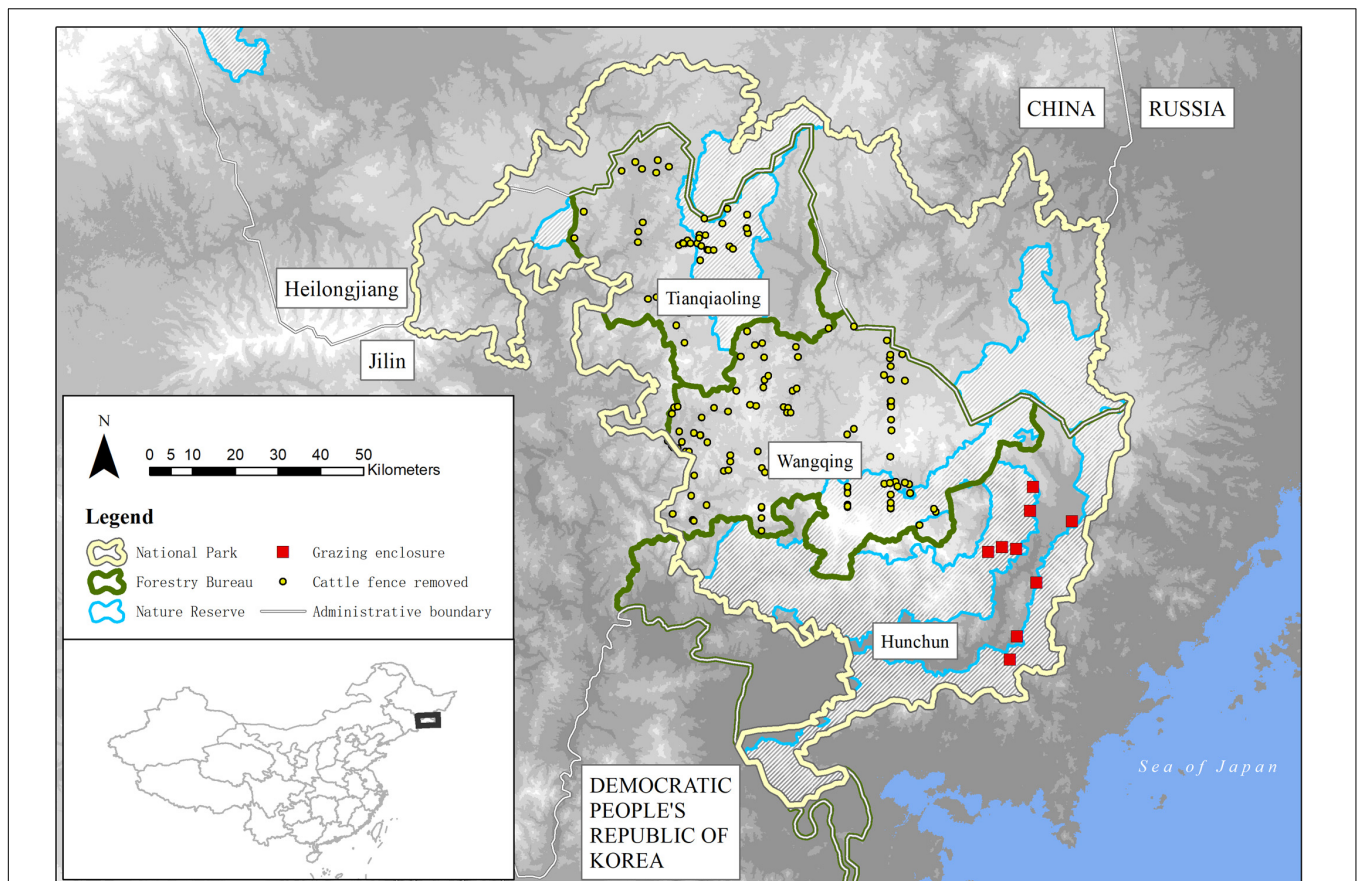 CHINA
RUSSIA
Heilongjiang
Tianqiaoling
Jilin
N
0 5 10 20 30 40 50
Kilometers
Wangqing
Legend
National Park
Grazing enclosure
Forestry Bureau
Cattle fence removed
Nature Reserve
Administrative boundary
Hunchun
Sea of Japan
DEMOCRATIC
PEOPLE'S
REPUBLIC OF
KOREA